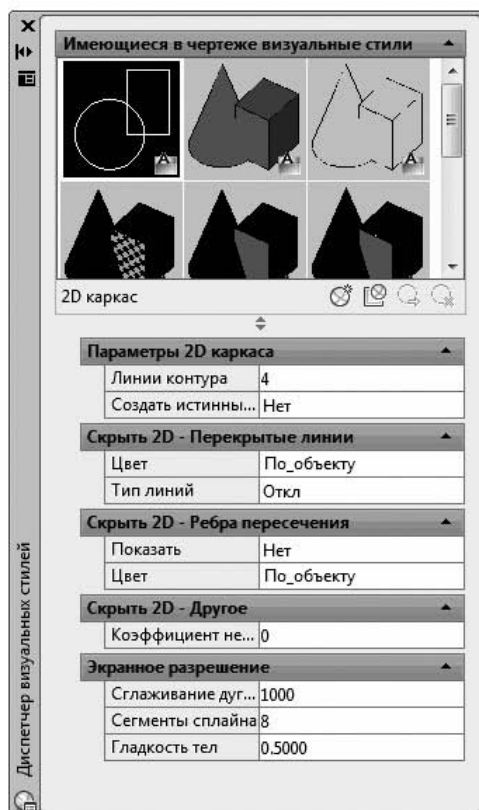 Имеющиеся в чертеже визуальные стили
2D каркас
Параметры 2D каркаса
Линии контура 4
Создать истинны... Нет
Скрыть 2D - Перекрытые линии
Цвет По_объекту
Тип линий Откл
Скрыть 2D - Ребра пересечения
Показать Нет
Цвет По_объекту
Скрыть 2D - Другое
Коэффициент не... 0
Экранное разрешение
Сглаживание дуг... 1000
Сегменты сплайна 8
Гладкость тел 0.5000
Диспетчер визуальных стилей